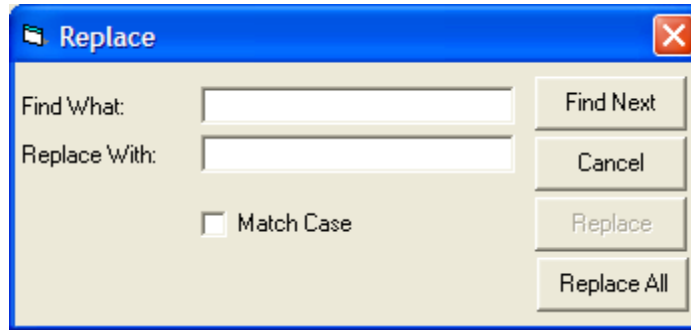 Replace
Find What:
Find Next
Replace With:
Cancel
Match Case
Replace
Replace All